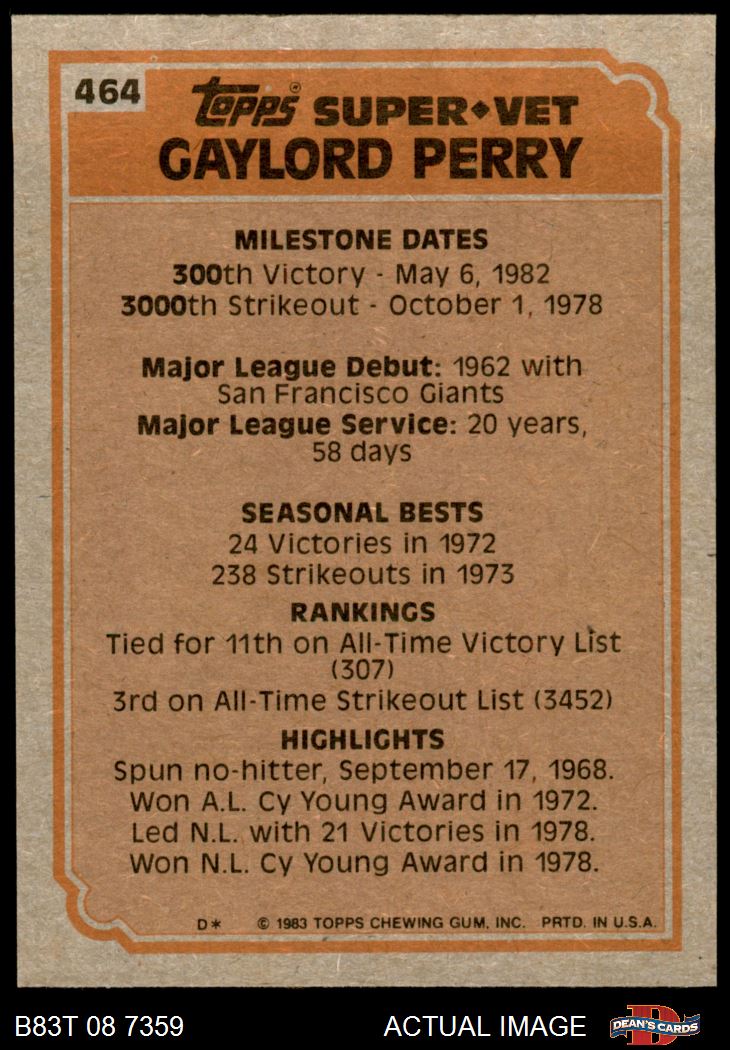 464
Topps® SUPER◆VET
GAYLORD PERRY
MILESTONE DATES
300th Victory - May 6, 1982
3000th Strikeout - October 1, 1978
Major League Debut: 1962 with
San Francisco Giants
Major League Service: 20 years,
58 days
SEASONAL BESTS
24 Victories in 1972
238 Strikeouts in 1973
RANKINGS
Tied for 11th on All-Time Victory List
(307)
3rd on All-Time Strikeout List (3452)
HIGHLIGHTS
Spun no-hitter, September 17, 1968.
Won A.L. Cy Young Award in 1972.
Led N.L. with 21 Victories in 1978.
Won N.L. Cy Young Award in 1978.
D* © 1983 TOPPS CHEWING GUM, INC. PRTD. IN U.S.A.
B83T 08 7359 ACTUAL IMAGE D DEAN'S CARDS